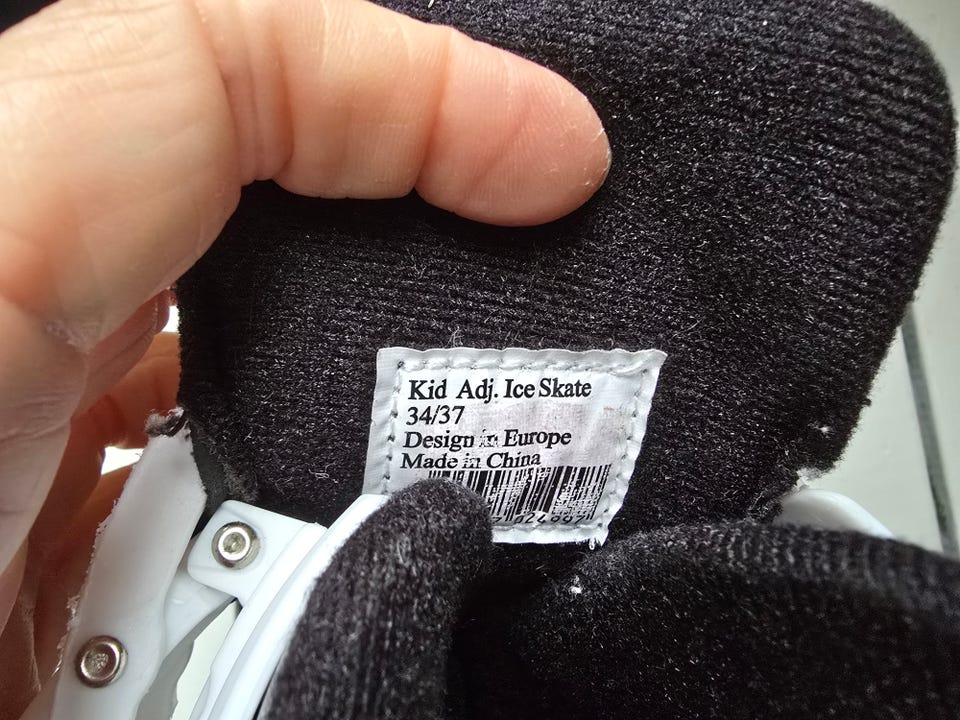 Kid Adj. Ice Skate
34/37
Design in Europe
Made in China